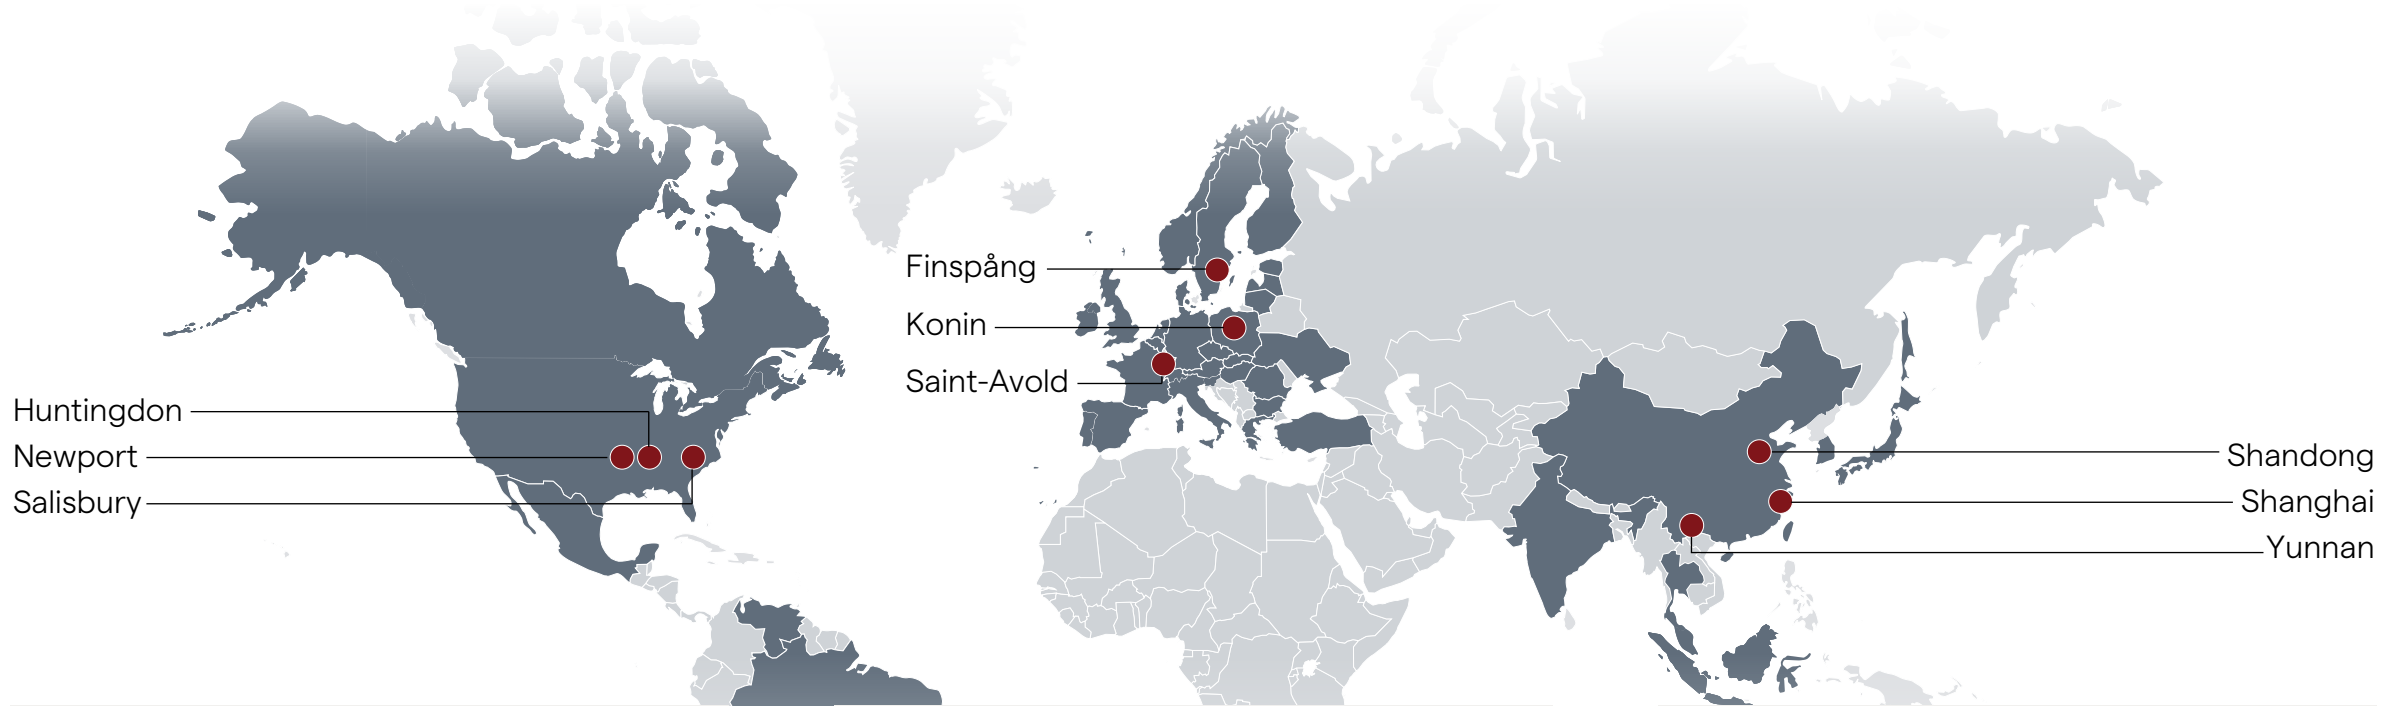 Huntingdon
Newport
Salisbury
Finspång
Konin
Saint-Avold
Shandong
Shanghai
Yunnan